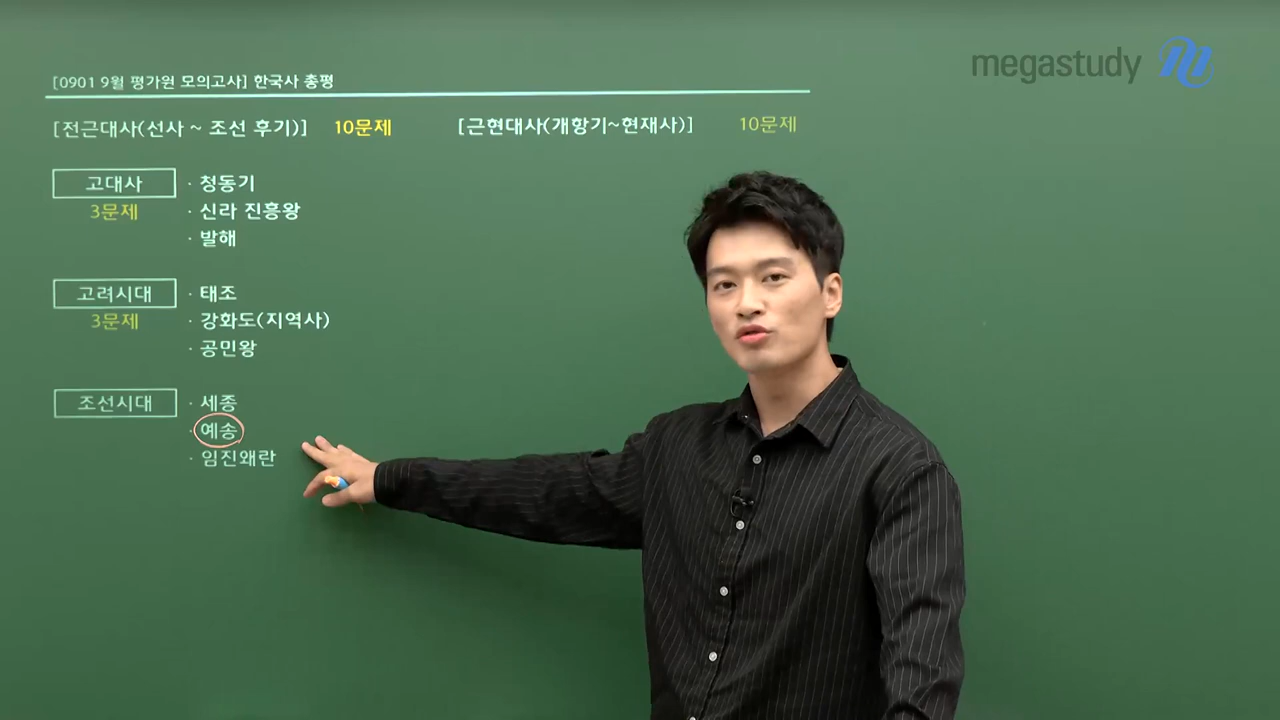 megastudy
[0901 9월 평가원 모의고사] 한국사 총평
[전근대사(선사 ~ 조선 후기)] 10문제 [근현대사(개항기~현재사)] 10문제
고대사 · 청동기
3문제 · 신라 진흥왕
· 발해
고려시대 · 태조
3문제 · 강화도(지역사)
· 공민왕
조선시대 · 세종
· 예송
· 임진왜란